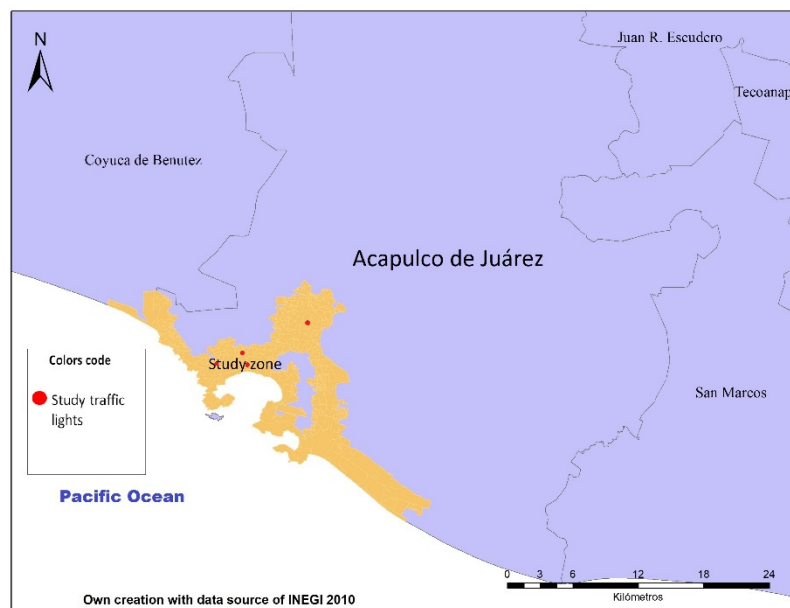 N
Juan R. Escudero
Tecoanap
Coyuca de Benutez
Acapulco de Juárez
Colors code
Study zone
Study traffic
lights
San Marcos
Pacific Ocean
0 3 6 12 18 24
Kilómetros
Own creation with data source of INEGI 2010